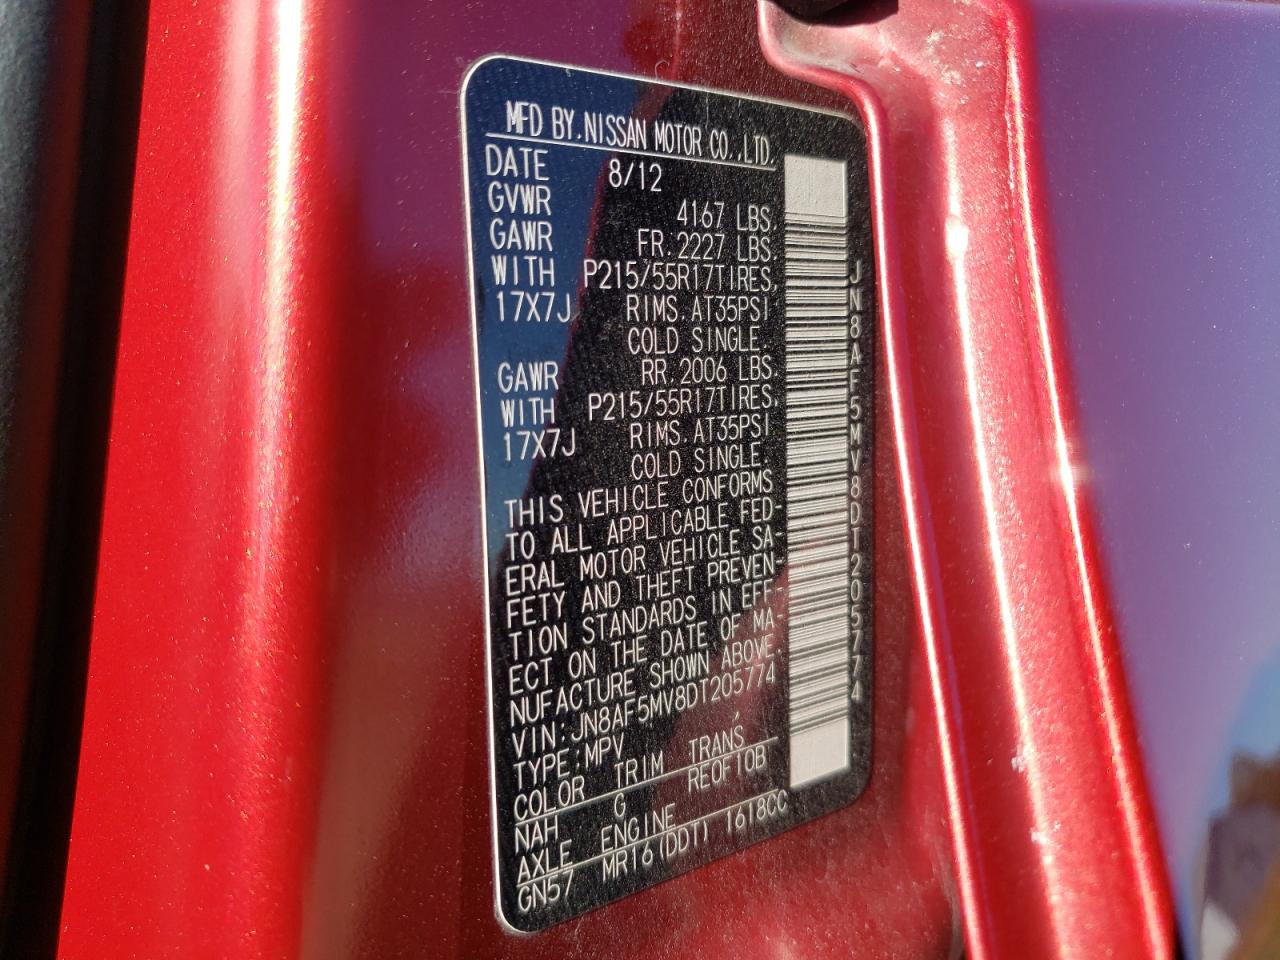 MFD BY.NISSAN MOTOR CO.,LTD.
DATE 8/12
GVWR 4167 LBS.
GAWR FR. 2227 LBS.
WITH P215/55R17TIRES.
17X7J RIMS. AT35PSI
COLD SINGLE.
GAWR RR. 2006 LBS.
WITH P215/55R17TIRES.
17X7J RIMS. AT35PSI
COLD SINGLE.
THIS VEHICLE CONFORMS
TO ALL APPLICABLE FED-
ERAL MOTOR VEHICLE SA-
FETY AND THEFT PREVEN-
TION STANDARDS IN EFF-
ECT ON THE DATE OF MA-
NUFACTURE SHOWN ABOVE.
VIN:JN8AF5MV8DT205774
TYPE:MPV
COLOR TRIM TRANS
NAH G RE0F10B
AXLE ENGINE
GN57 MR16(DDT) 1618CC
JN8AF5MV8DT205774